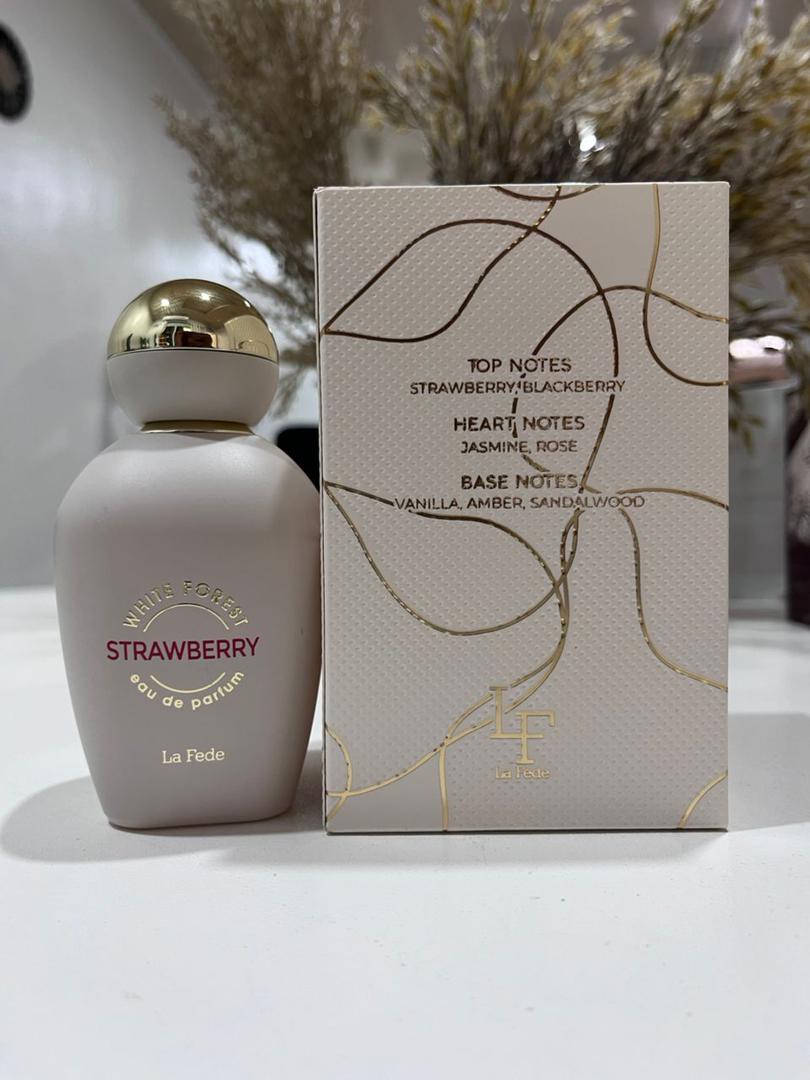 WHITE FOREST
STRAWBERRY
eau de parfum
La Fede
TOP NOTES
STRAWBERRY, BLACKBERRY
HEART NOTES
JASMINE, ROSE
BASE NOTES
VANILLA, AMBER, SANDALWOOD
LF
La Fede